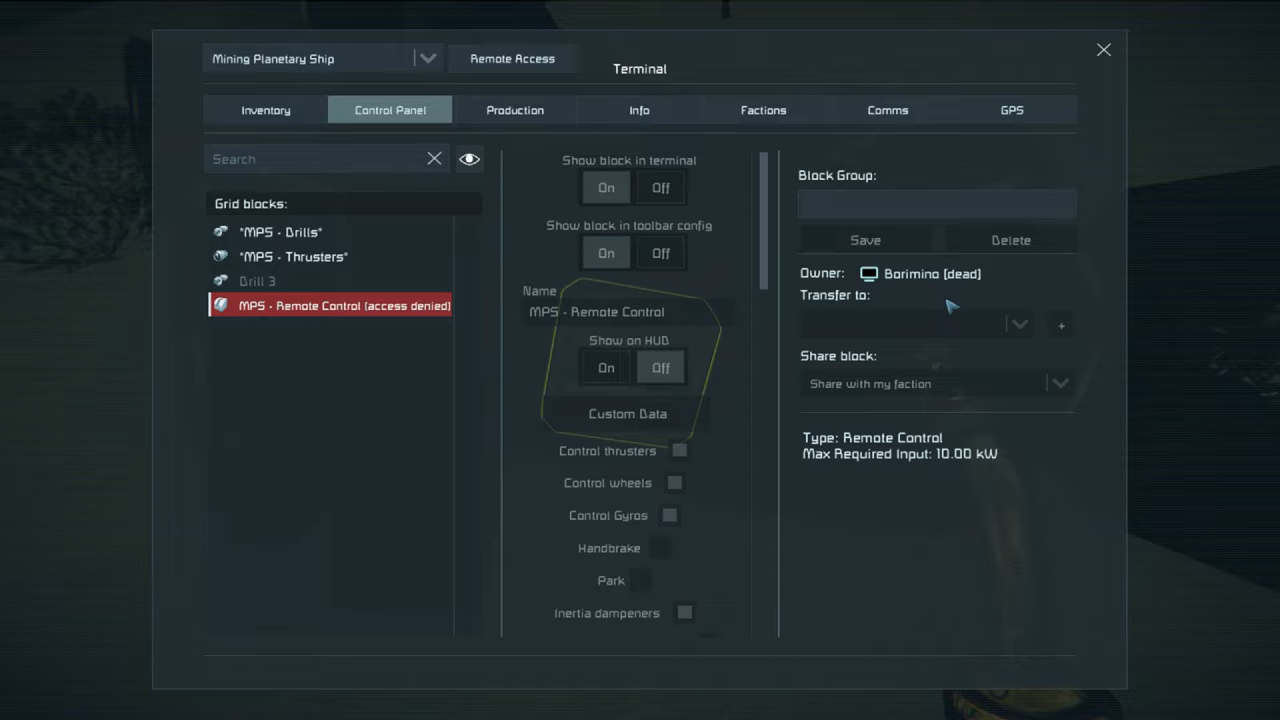 Mining Planetary Ship
Remote Access
Terminal
Inventory
Control Panel
Production
Info
Factions
Comms
GPS
Search
Grid blocks:
*MPS - Drills*
*MPS - Thrusters*
Drill 3
MPS - Remote Control (access denied)
Show block in terminal
On Off
Show block in toolbar config
On Off
Name
MPS - Remote Control
Show on HUD
On Off
Custom Data
Control thrusters
Control wheels
Control Gyros
Handbrake
Park
Inertia dampeners
Block Group:
Save Delete
Owner: Borimino [dead]
Transfer to:
+
Share block:
Share with my faction
Type: Remote Control
Max Required Input: 10.00 kW